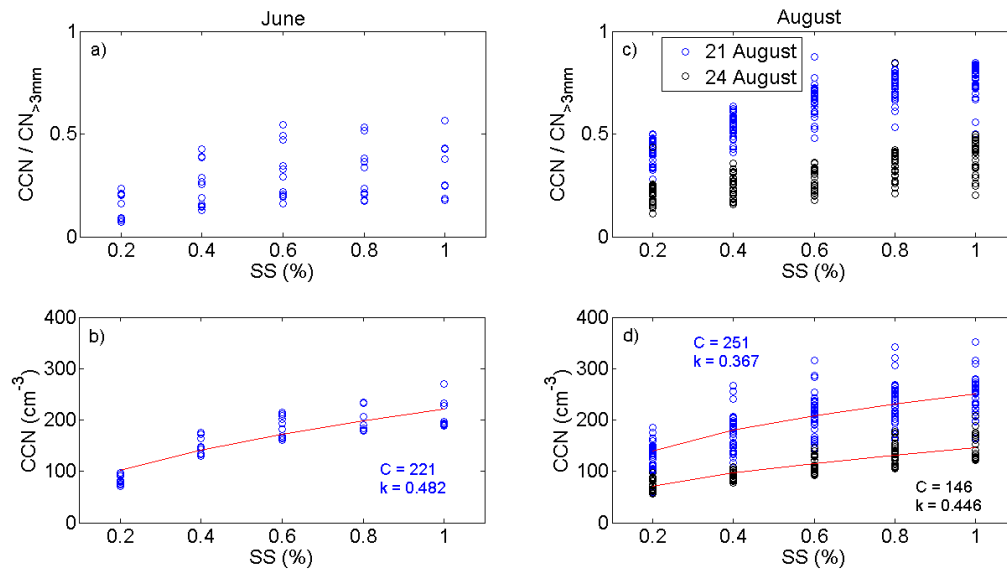 June
a)
1
0.5
0
CCN / CN>3mm
0.2 0.4 0.6 0.8 1
SS (%)
August
c)
21 August
24 August
1
0.5
0
CCN / CN>3mm
0.2 0.4 0.6 0.8 1
SS (%)
b)
400
300
200
100
0
CCN (cm-3)
C = 221
k = 0.482
0.2 0.4 0.6 0.8 1
SS (%)
d)
400
300
200
100
0
CCN (cm-3)
C = 251
k = 0.367
C = 146
k = 0.446
0.2 0.4 0.6 0.8 1
SS (%)